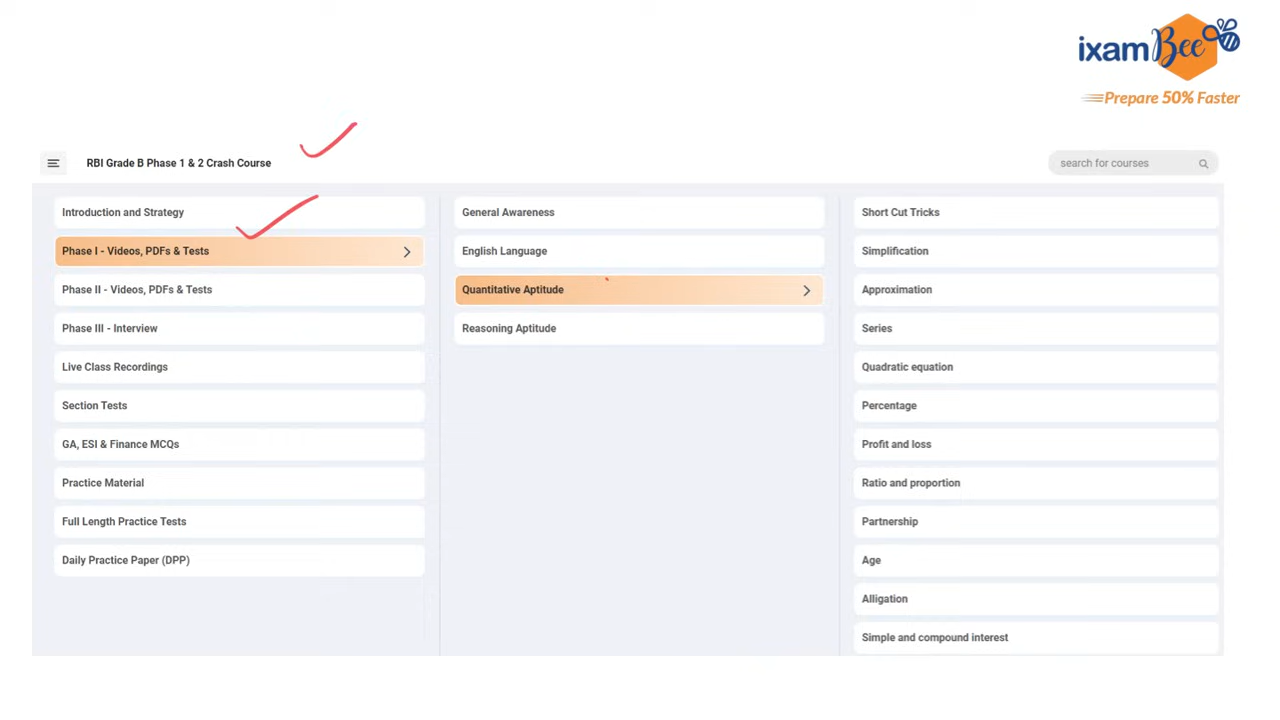 ixamBee
Prepare 50% Faster
RBI Grade B Phase 1 & 2 Crash Course
search for courses
Introduction and Strategy
Phase I - Videos, PDFs & Tests
Phase II - Videos, PDFs & Tests
Phase III - Interview
Live Class Recordings
Section Tests
GA, ESI & Finance MCQs
Practice Material
Full Length Practice Tests
Daily Practice Paper (DPP)
General Awareness
English Language
Quantitative Aptitude
Reasoning Aptitude
Short Cut Tricks
Simplification
Approximation
Series
Quadratic equation
Percentage
Profit and loss
Ratio and proportion
Partnership
Age
Alligation
Simple and compound interest